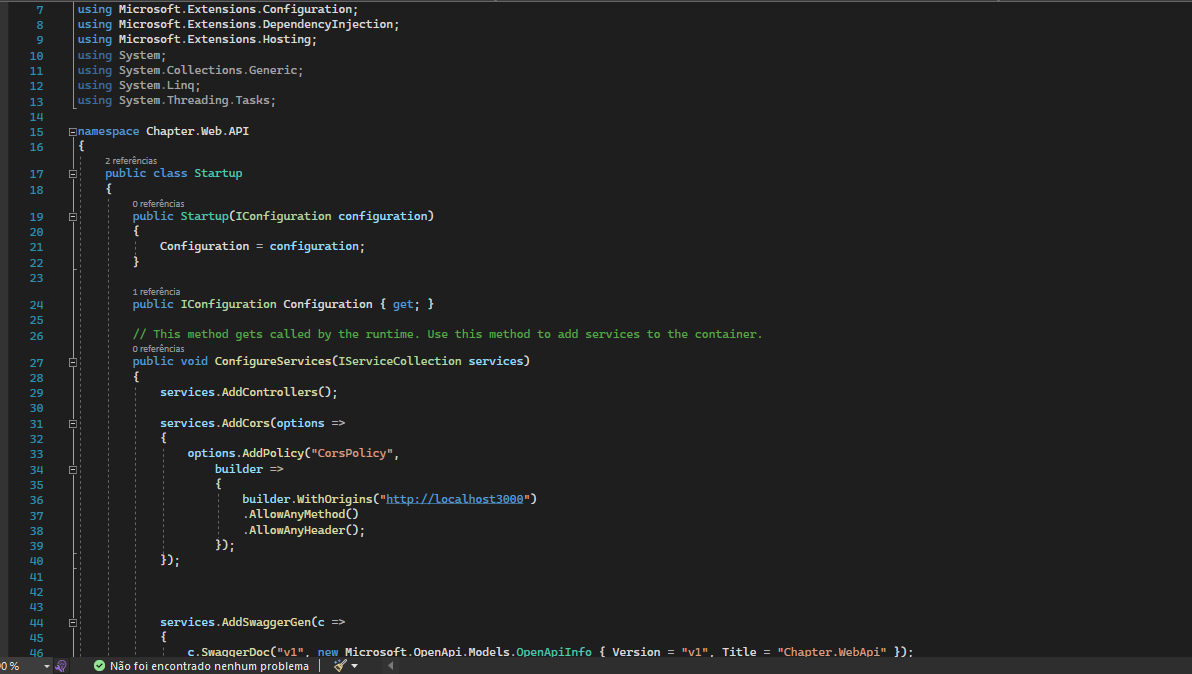 7 using Microsoft.Extensions.Configuration;
8 using Microsoft.Extensions.DependencyInjection;
9 using Microsoft.Extensions.Hosting;
10 using System;
11 using System.Collections.Generic;
12 using System.Linq;
13 using System.Threading.Tasks;
14
15 namespace Chapter.Web.API
16 {
2 referências
17 public class Startup
18 {
0 referências
19 public Startup(IConfiguration configuration)
20 {
21 Configuration = configuration;
22 }
23
1 referência
24 public IConfiguration Configuration { get; }
25
26 // This method gets called by the runtime. Use this method to add services to the container.
0 referências
27 public void ConfigureServices(IServiceCollection services)
28 {
29 services.AddControllers();
30
31 services.AddCors(options =>
32 {
33 options.AddPolicy("CorsPolicy",
34 builder =>
35 {
36 builder.WithOrigins("http://localhost3000")
37 .AllowAnyMethod()
38 .AllowAnyHeader();
39 });
40 });
41
42
43
44 services.AddSwaggerGen(c =>
45 {
46 c.SwaggerDoc("v1", new Microsoft.OpenApi.Models.OpenApiInfo { Version = "v1", Title = "Chapter.WebApi" });
0 % Não foi encontrado nenhum problema